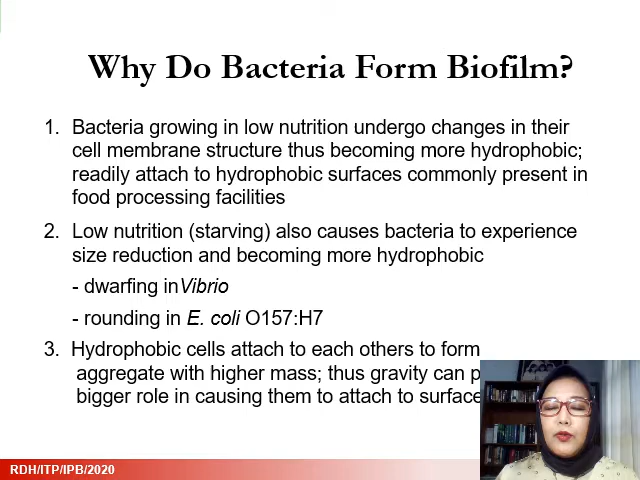 Why Do Bacteria Form Biofilm?
1. Bacteria growing in low nutrition undergo changes in their
cell membrane structure thus becoming more hydrophobic;
readily attach to hydrophobic surfaces commonly present in
food processing facilities
2. Low nutrition (starving) also causes bacteria to experience
size reduction and becoming more hydrophobic
- dwarfing inVibrio
- rounding in E. coli O157:H7
3. Hydrophobic cells attach to each others to form
aggregate with higher mass; thus gravity can
bigger role in causing them to attach to surface
RDH/ITP/IPB/2020